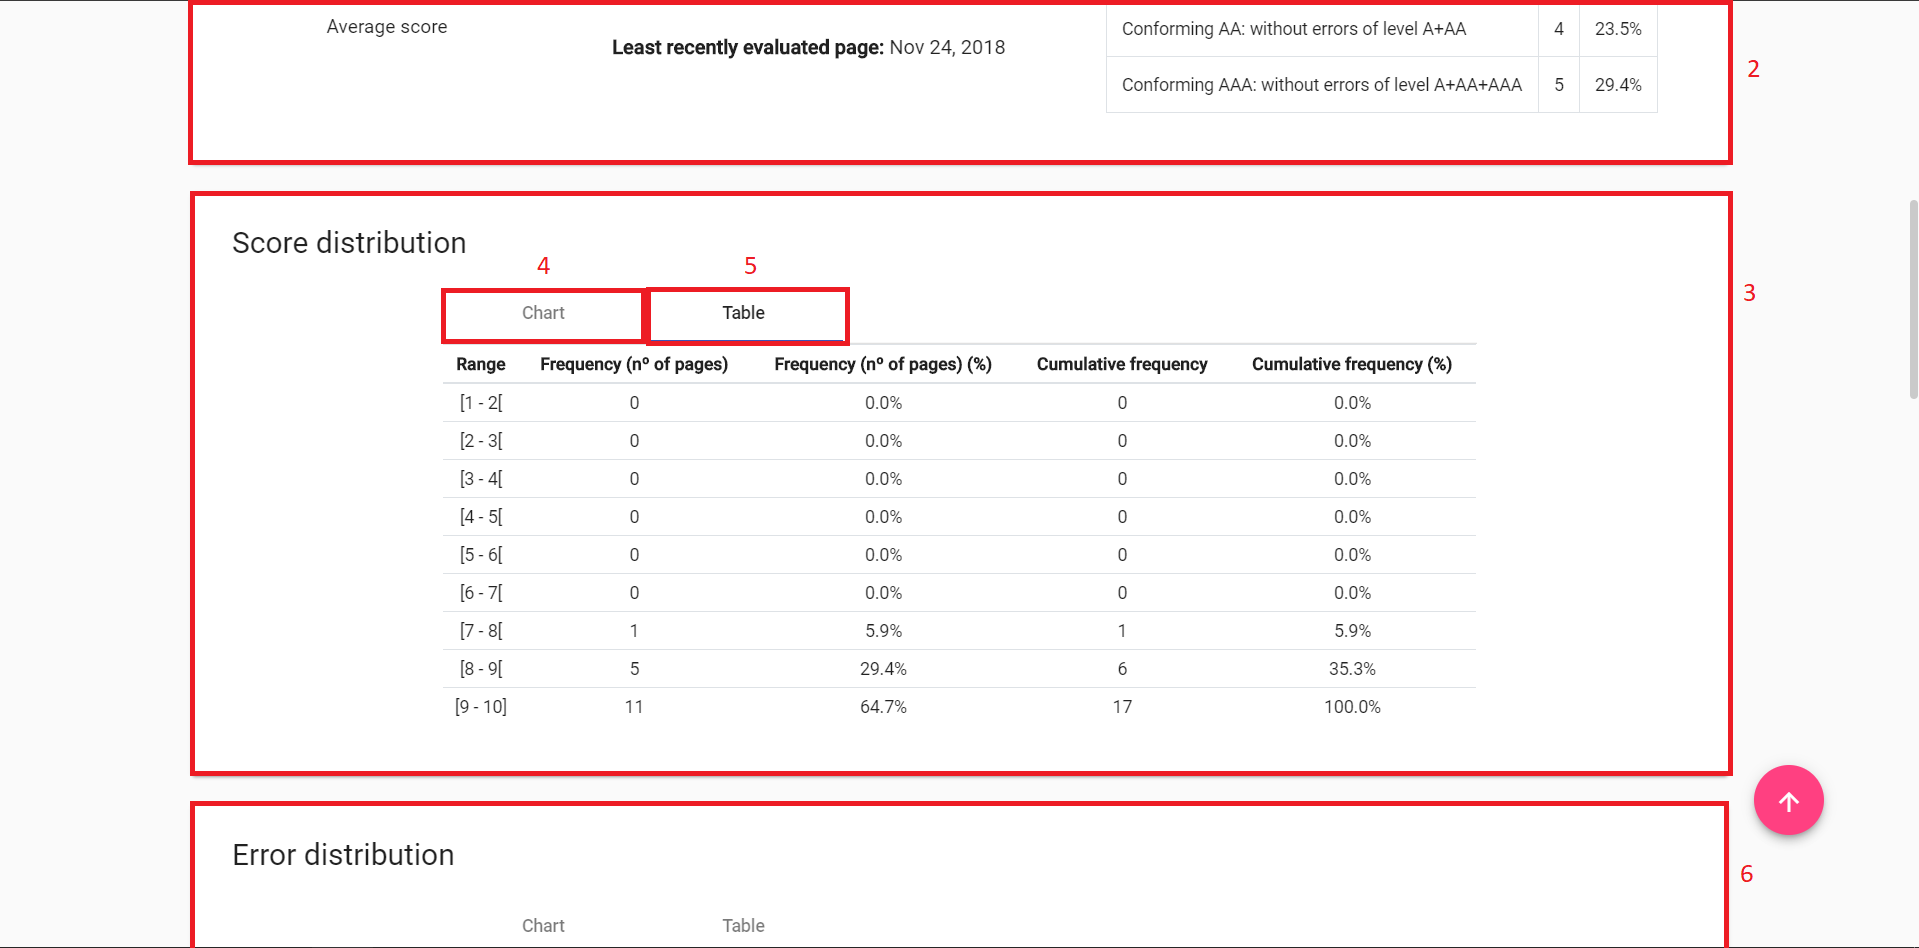 Average score
Least recently evaluated page: Nov 24, 2018
Conforming AA: without errors of level A+AA 4 23.5%
Conforming AAA: without errors of level A+AA+AAA 5 29.4%
2
Score distribution
3
4 5
Chart Table
Range Frequency (nº of pages) Frequency (nº of pages) (%) Cumulative frequency Cumulative frequency (%)
[1 - 2[ 0 0.0% 0 0.0%
[2 - 3[ 0 0.0% 0 0.0%
[3 - 4[ 0 0.0% 0 0.0%
[4 - 5[ 0 0.0% 0 0.0%
[5 - 6[ 0 0.0% 0 0.0%
[6 - 7[ 0 0.0% 0 0.0%
[7 - 8[ 1 5.9% 1 5.9%
[8 - 9[ 5 29.4% 6 35.3%
[9 - 10] 11 64.7% 17 100.0%
Error distribution
6
Chart Table